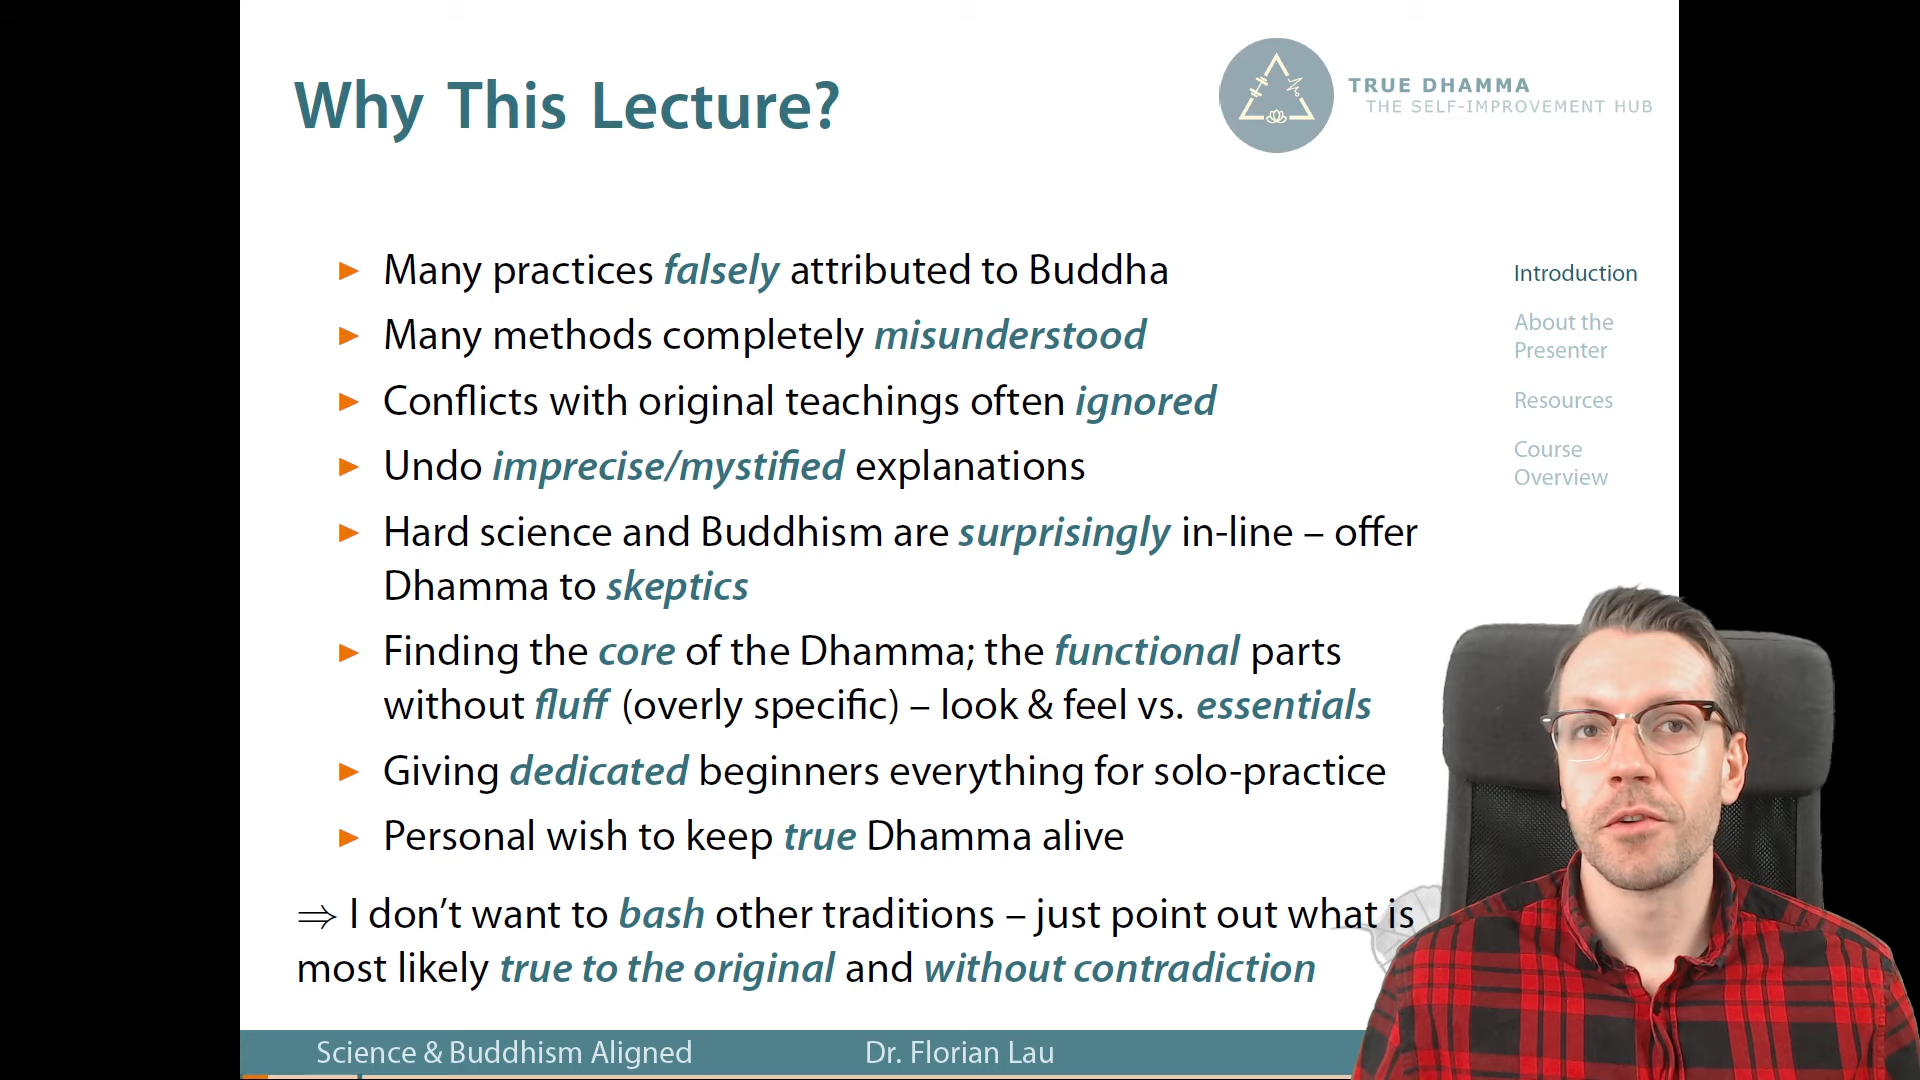 Why This Lecture?
TRUE DHAMMA
THE SELF-IMPROVEMENT HUB
► Many practices falsely attributed to Buddha
► Many methods completely misunderstood
► Conflicts with original teachings often ignored
► Undo imprecise/mystified explanations
► Hard science and Buddhism are surprisingly in-line – offer
Dhamma to skeptics
► Finding the core of the Dhamma; the functional parts
without fluff (overly specific) – look & feel vs. essentials
► Giving dedicated beginners everything for solo-practice
► Personal wish to keep true Dhamma alive
⇒ I don’t want to bash other traditions – just point out what is
most likely true to the original and without contradiction
Introduction
About the
Presenter
Resources
Course
Overview
Science & Buddhism Aligned
Dr. Florian Lau